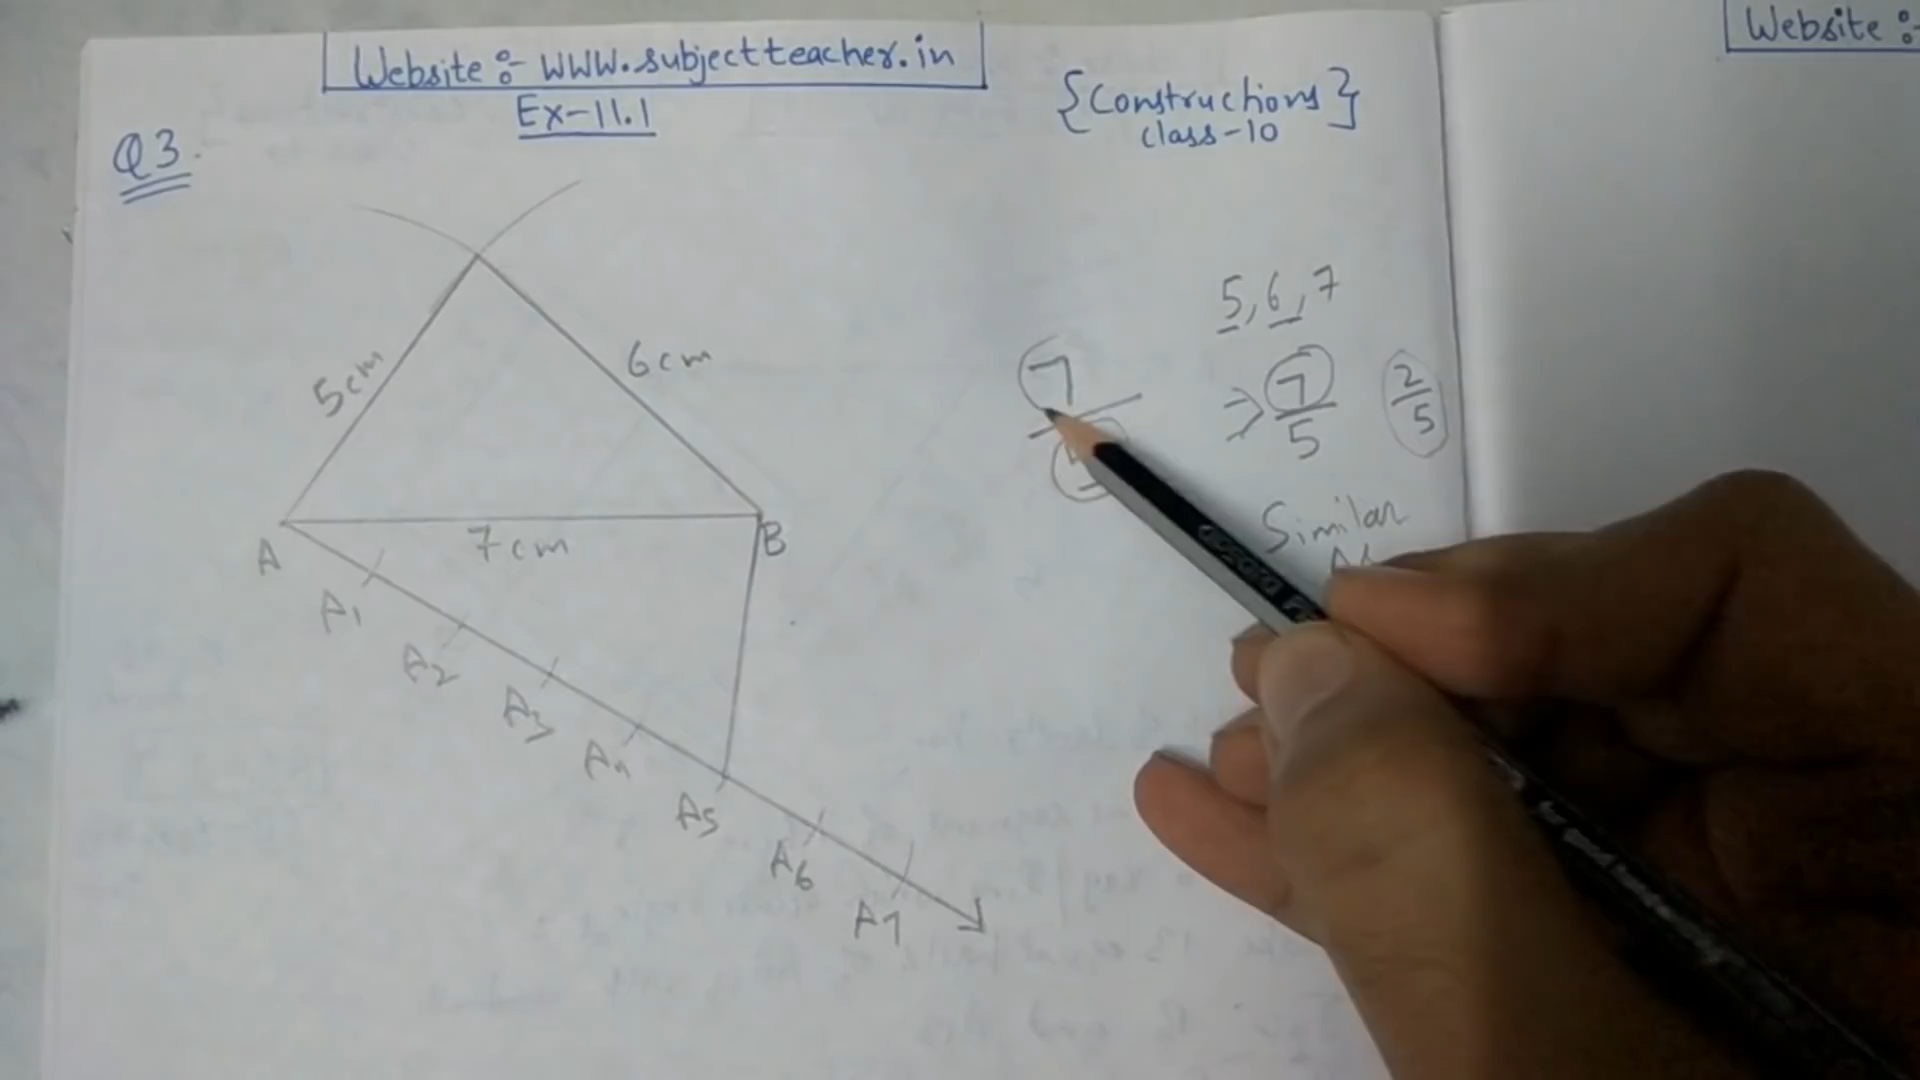 Website :- www.subjectteacher.in
Website :-
Ex-11.1
{Constructions}
class-10
Q3.
5, 6, 7
5cm
6cm
7
7
5
2
5
Similar
A
7cm
B
A1
A2
A3
A4
A5
A6
A7